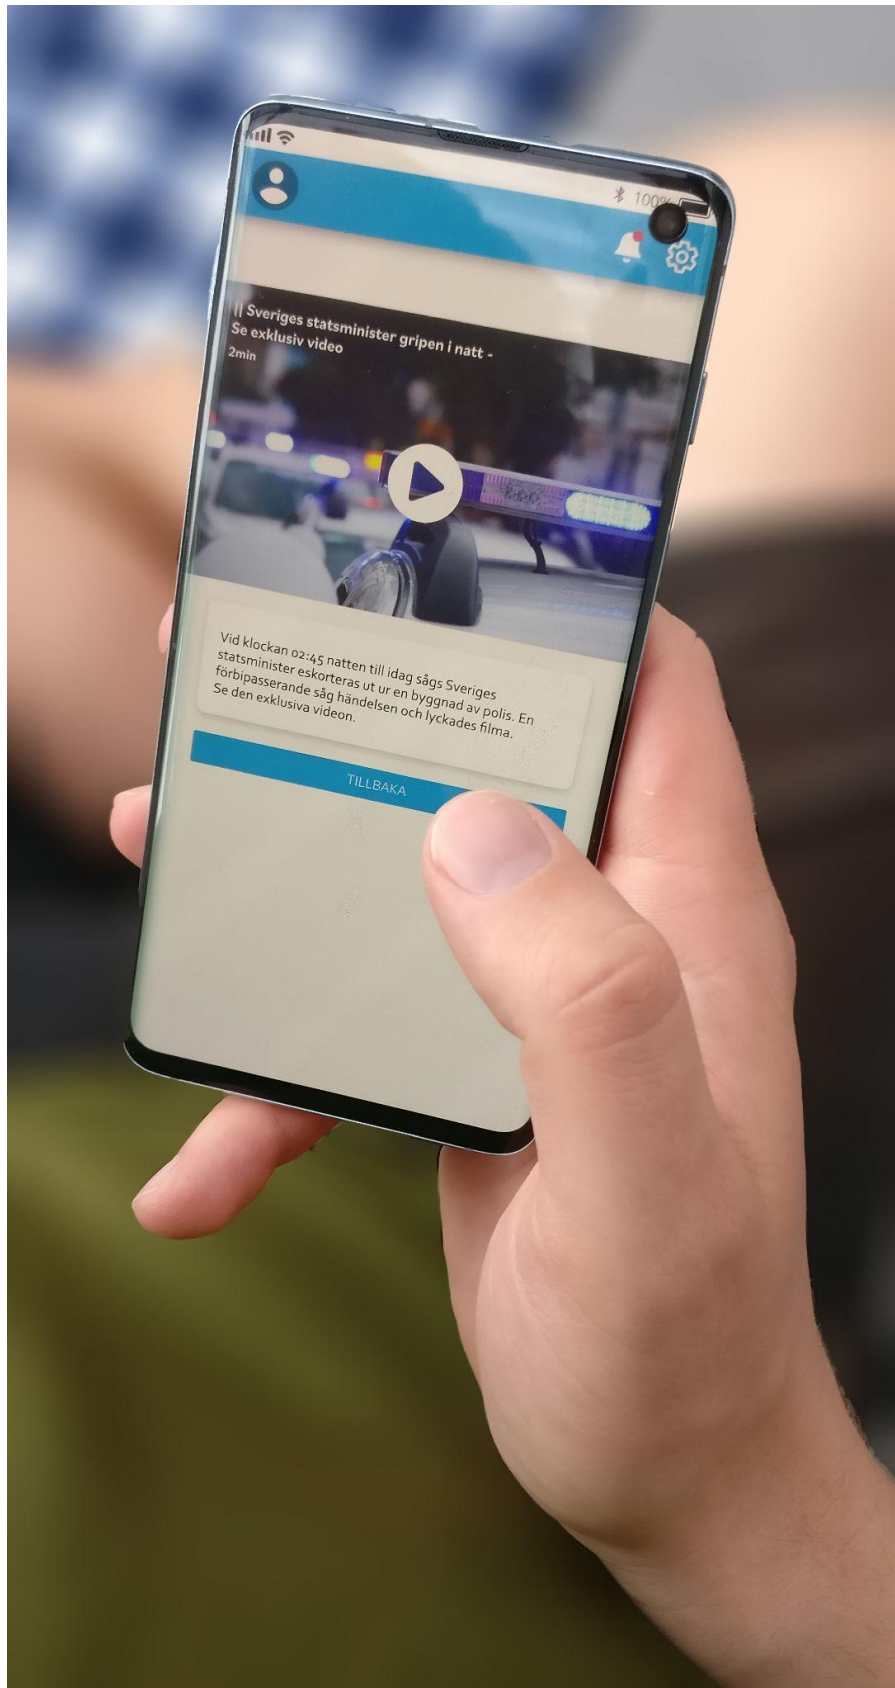 100%
|| Sveriges statsminister gripen i natt -
Se exklusiv video
2min
Vid klockan 02:45 natten till idag sågs Sveriges
statsminister eskorteras ut ur en byggnad av polis. En
förbipasserande såg händelsen och lyckades filma.
Se den exklusiva videon.
TILLBAKA